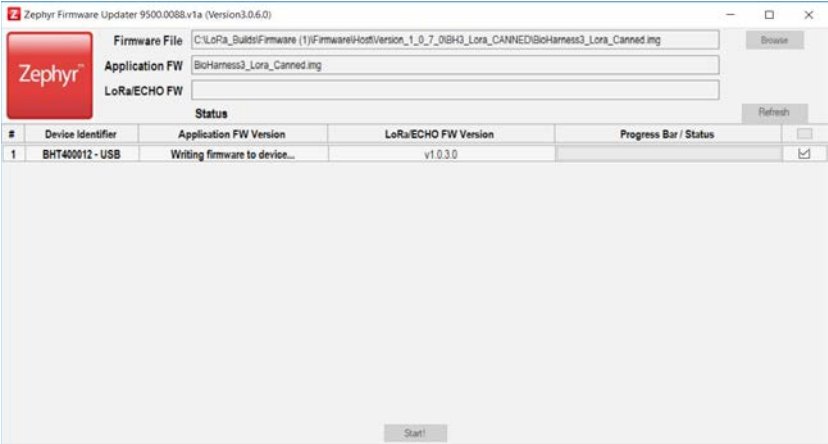 Zephyr Firmware Updater 9500.0088.v1a (Version3.0.6.0)
Firmware File C:\LoRa_Builds\Firmware (1)\Firmware\Host\Version_1_0_7_0\BH3_Lora_CANNED\BioHarness3_Lora_Canned.img Browse
Zephyr™ Application FW BioHarness3_Lora_Canned.img
LoRa/ECHO FW
Status Refresh
# Device Identifier Application FW Version LoRa/ECHO FW Version Progress Bar / Status
1 BHT400012 - USB Writing firmware to device... v1.0.3.0
Start!